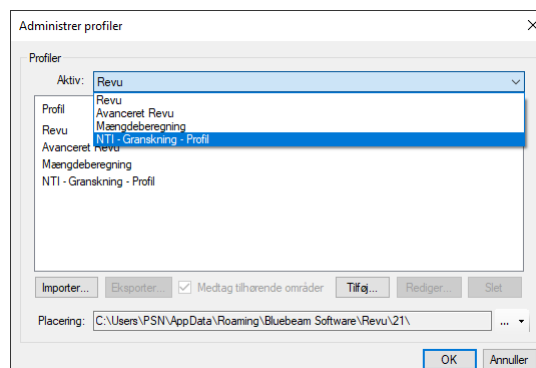 Administrer profiler
Profiler
Aktiv: Revu
Revu
Avanceret Revu
Mængdeberegning
NTI - Granskning - Profil
Profil
Revu
Avanceret Revu
Mængdeberegning
NTI - Granskning - Profil
Importer... Eksporter... Medtag tilhørende områder Tilføj... Rediger... Slet
Placering: C:\Users\PSN\AppData\Roaming\Bluebeam Software\Revu\21\ ...
OK Annuller